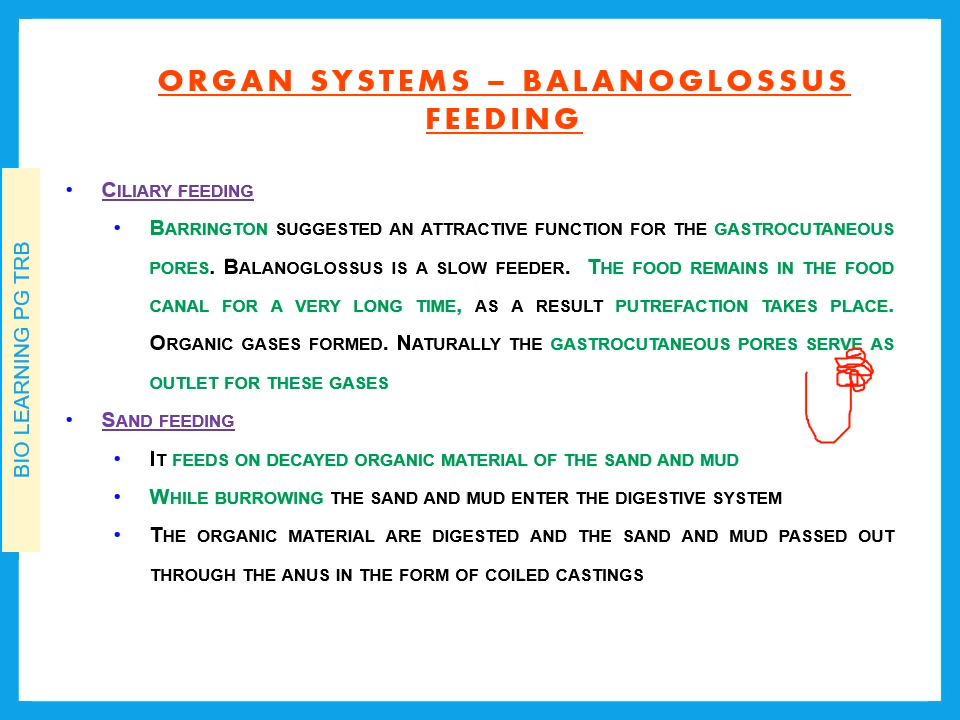 ORGAN SYSTEMS – BALANOGLOSSUS
FEEDING
BIO LEARNING PG TRB
• CILIARY FEEDING
• BARRINGTON SUGGESTED AN ATTRACTIVE FUNCTION FOR THE GASTROCUTANEOUS
PORES. BALANOGLOSSUS IS A SLOW FEEDER. THE FOOD REMAINS IN THE FOOD
CANAL FOR A VERY LONG TIME, AS A RESULT PUTREFACTION TAKES PLACE.
ORGANIC GASES FORMED. NATURALLY THE GASTROCUTANEOUS PORES SERVE AS
OUTLET FOR THESE GASES
• SAND FEEDING
• IT FEEDS ON DECAYED ORGANIC MATERIAL OF THE SAND AND MUD
• WHILE BURROWING THE SAND AND MUD ENTER THE DIGESTIVE SYSTEM
• THE ORGANIC MATERIAL ARE DIGESTED AND THE SAND AND MUD PASSED OUT
THROUGH THE ANUS IN THE FORM OF COILED CASTINGS